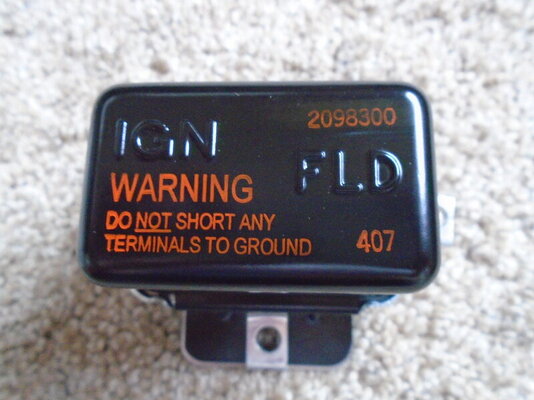 2098300
IGN FLD
WARNING
DO NOT SHORT ANY
TERMINALS TO GROUND
407